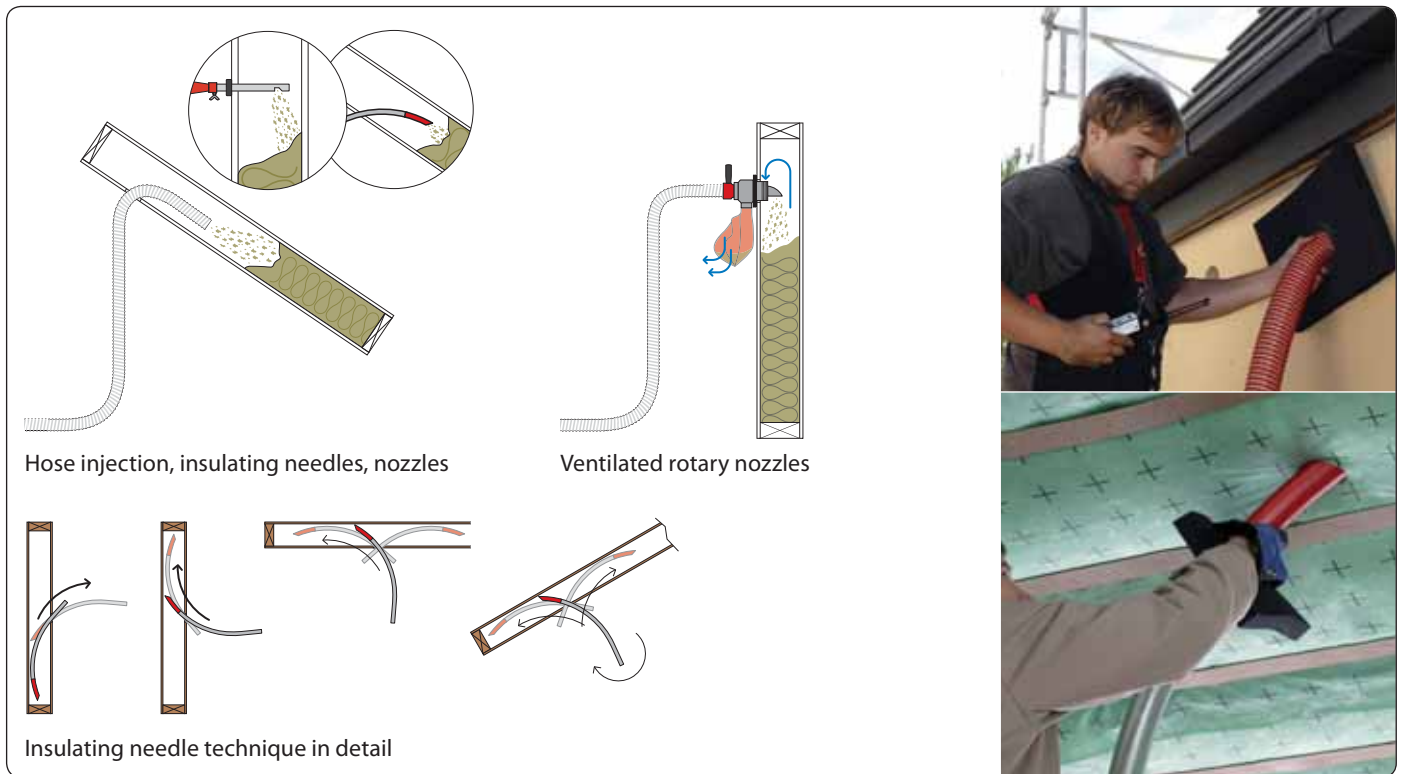 Hose injection, insulating needles, nozzles
Ventilated rotary nozzles
Insulating needle technique in detail